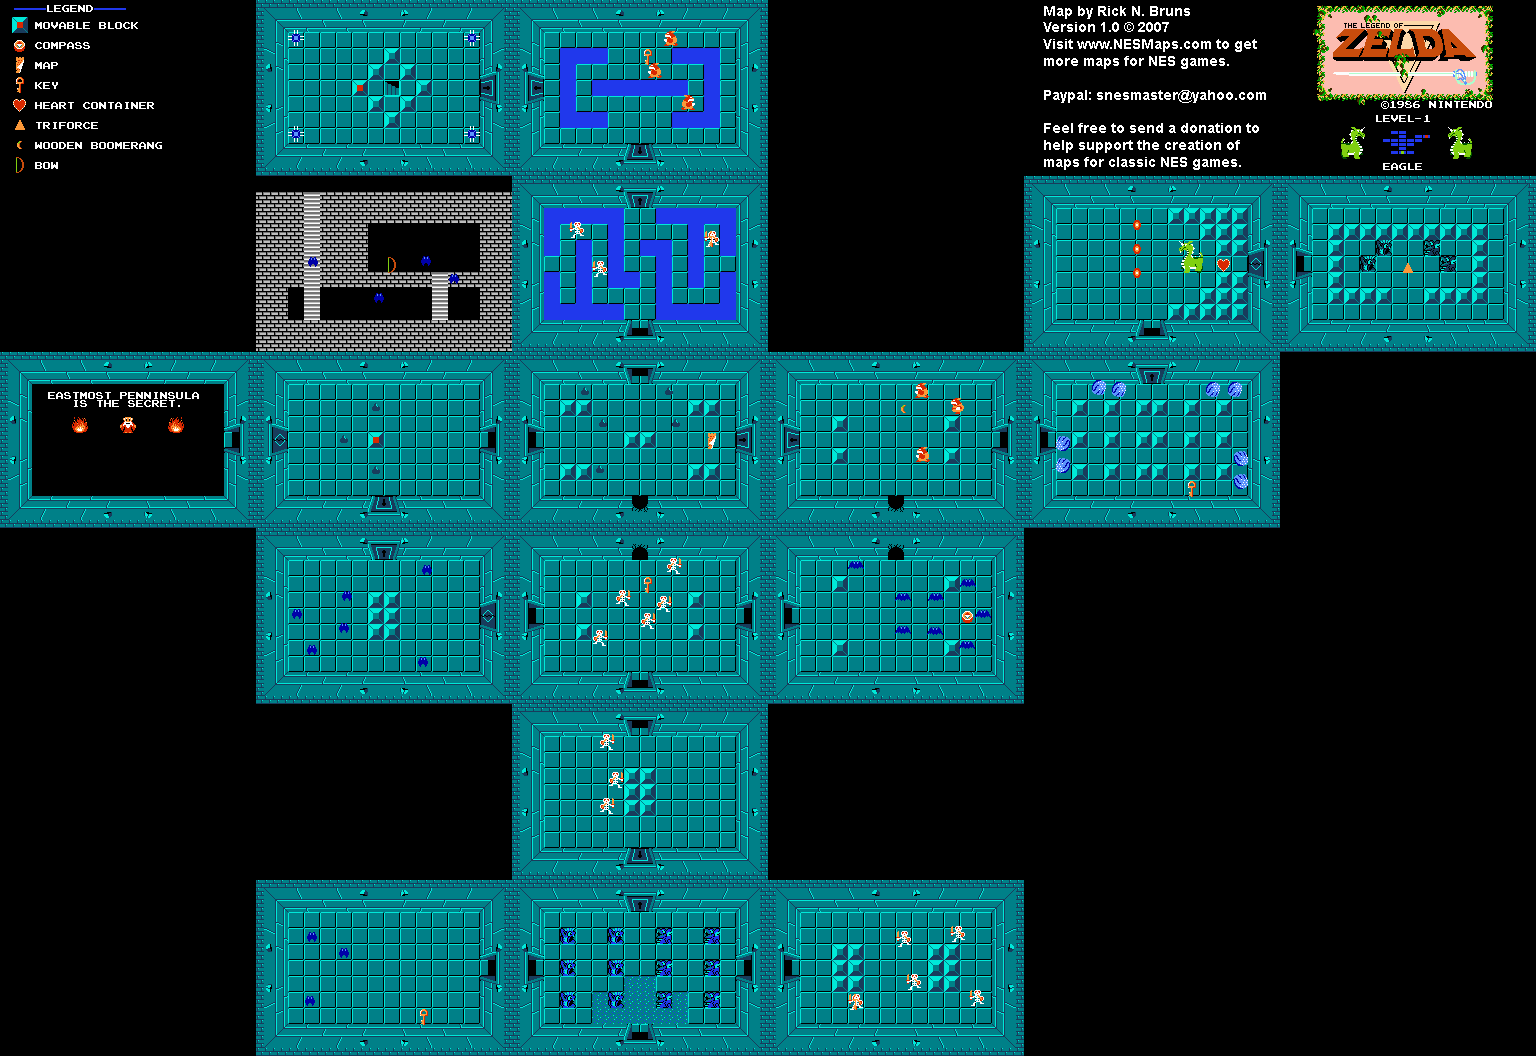 LEGEND
MOVABLE BLOCK
COMPASS
MAP
KEY
HEART CONTAINER
TRIFORCE
WOODEN BOOMERANG
BOW
Map by Rick N. Bruns
Version 1.0 © 2007
Visit www.NESMaps.com to get
more maps for NES games.
Paypal: snesmaster@yahoo.com
Feel free to send a donation to
help support the creation of
maps for classic NES games.
THE LEGEND OF
ZELDA
©1986 NINTENDO
LEVEL-1
EAGLE
EASTMOST PENNINSULA
IS THE SECRET.